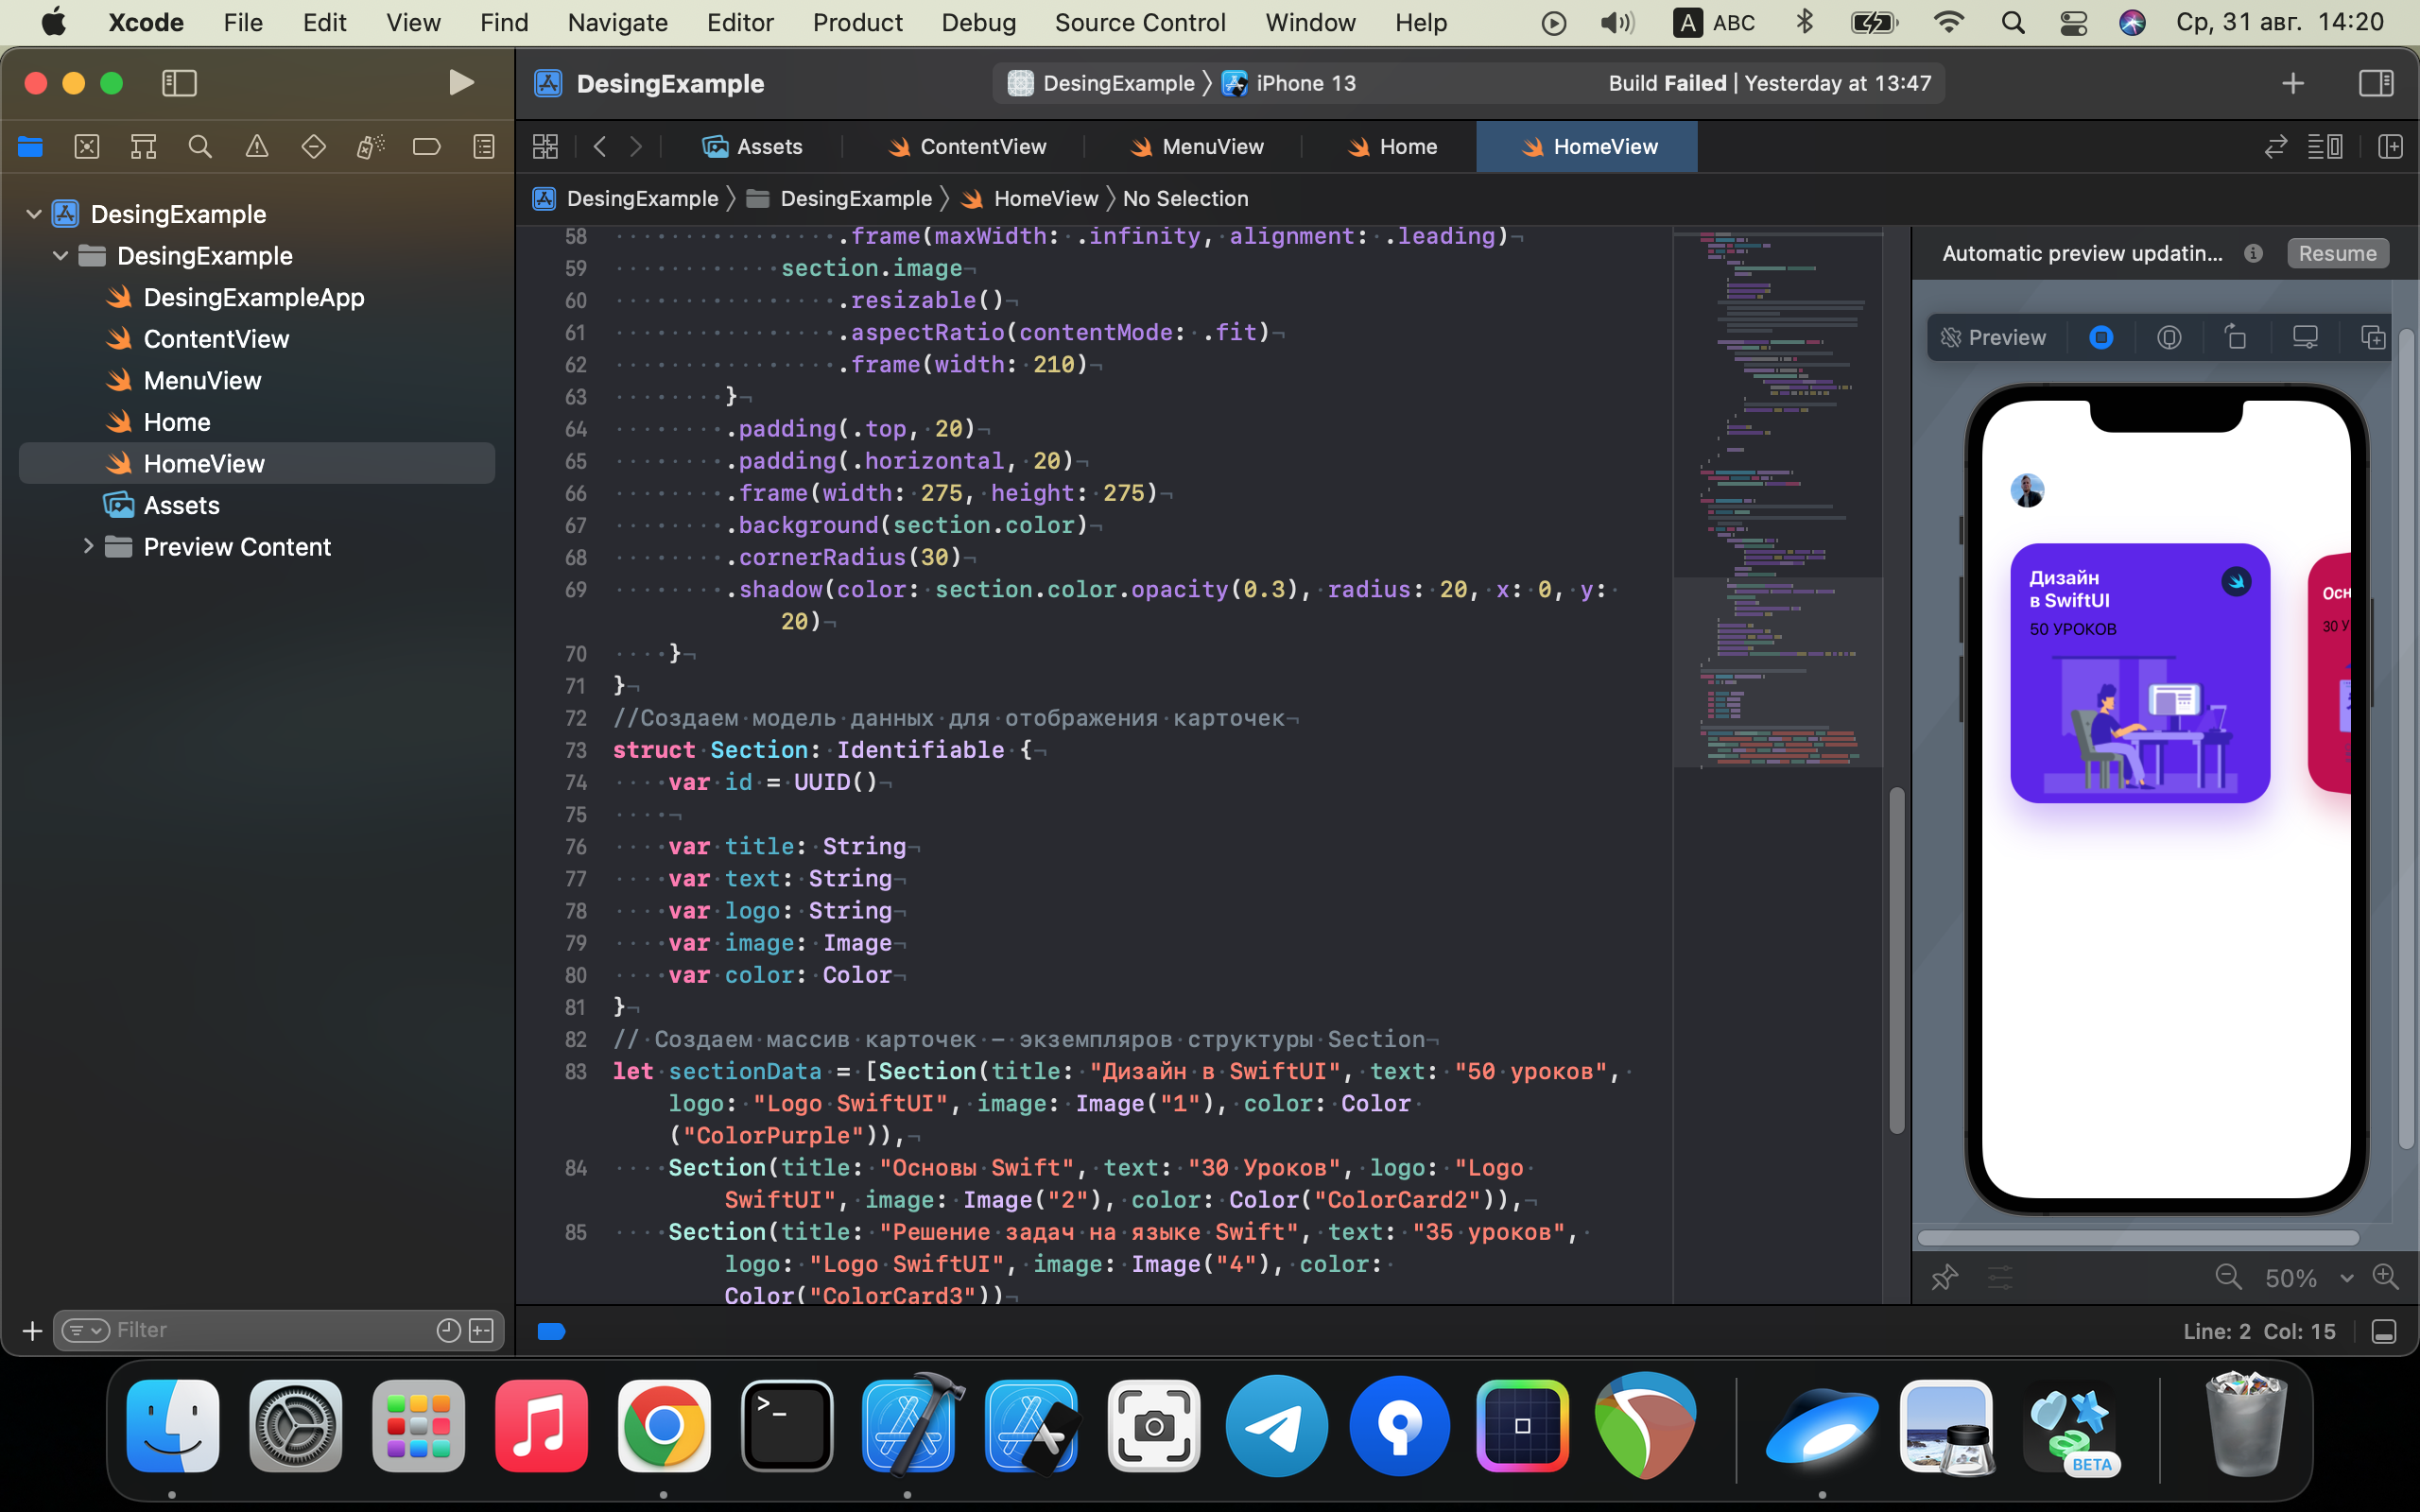 Xcode File Edit View Find Navigate Editor Product Debug Source Control Window Help A ABC Ср, 31 авг. 14:20
DesingExample DesingExample iPhone 13 Build Failed | Yesterday at 13:47
Assets ContentView MenuView Home HomeView
DesingExample DesingExample HomeView No Selection
DesingExample
DesingExample
DesingExampleApp
ContentView
MenuView
Home
HomeView
Assets
Preview Content
Filter
58 .frame(maxWidth: .infinity, alignment: .leading)
59 section.image
60 .resizable()
61 .aspectRatio(contentMode: .fit)
62 .frame(width: 210)
63 }
64 .padding(.top, 20)
65 .padding(.horizontal, 20)
66 .frame(width: 275, height: 275)
67 .background(section.color)
68 .cornerRadius(30)
69 .shadow(color: section.color.opacity(0.3), radius: 20, x: 0, y:
20)
70 }
71 }
72 //Создаем модель данных для отображения карточек
73 struct Section: Identifiable {
74 var id = UUID()
75
76 var title: String
77 var text: String
78 var logo: String
79 var image: Image
80 var color: Color
81 }
82 // Создаем массив карточек — экземпляров структуры Section
83 let sectionData = [Section(title: "Дизайн в SwiftUI", text: "50 уроков",
logo: "Logo SwiftUI", image: Image("1"), color: Color
("ColorPurple")),
84 Section(title: "Основы Swift", text: "30 Уроков", logo: "Logo
SwiftUI", image: Image("2"), color: Color("ColorCard2")),
85 Section(title: "Решение задач на языке Swift", text: "35 уроков",
logo: "Logo SwiftUI", image: Image("4"), color:
Color("ColorCard3"))
Automatic preview updatin... Resume
Preview
Дизайн
в SwiftUI
50 УРОКОВ
Осн
30 У
50%
Line: 2 Col: 15
BETA